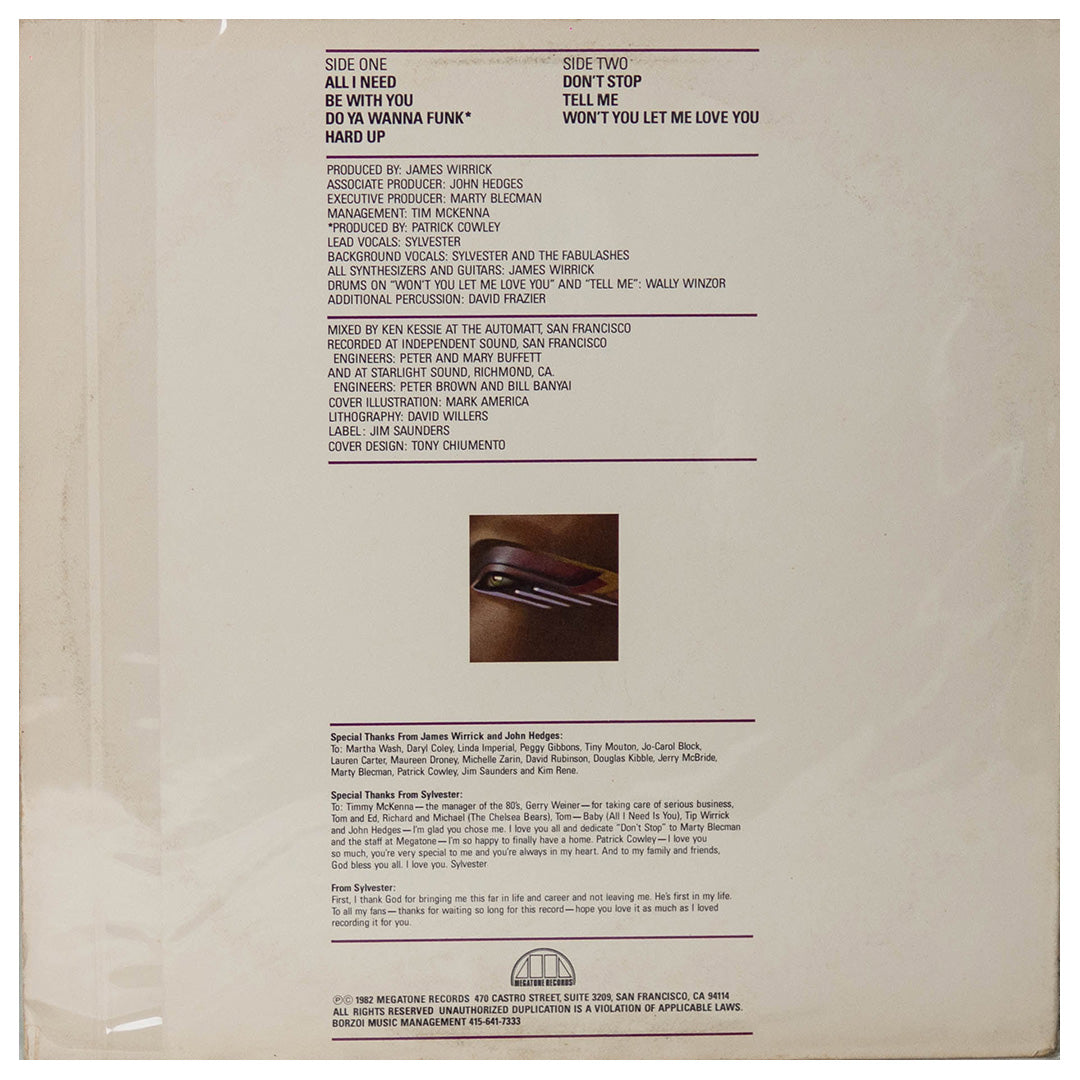 SIDE ONE
ALL I NEED
BE WITH YOU
DO YA WANNA FUNK*
HARD UP
SIDE TWO
DON'T STOP
TELL ME
WON'T YOU LET ME LOVE YOU
PRODUCED BY: JAMES WIRRICK
ASSOCIATE PRODUCER: JOHN HEDGES
EXECUTIVE PRODUCER: MARTY BLECMAN
MANAGEMENT: TIM MCKENNA
*PRODUCED BY: PATRICK COWLEY
LEAD VOCALS: SYLVESTER
BACKGROUND VOCALS: SYLVESTER AND THE FABULASHES
ALL SYNTHESIZERS AND GUITARS: JAMES WIRRICK
DRUMS ON "WON'T YOU LET ME LOVE YOU" AND "TELL ME": WALLY WINZOR
ADDITIONAL PERCUSSION: DAVID FRAZIER
MIXED BY KEN KESSIE AT THE AUTOMATT, SAN FRANCISCO
RECORDED AT INDEPENDENT SOUND, SAN FRANCISCO
ENGINEERS: PETER AND MARY BUFFETT
AND AT STARLIGHT SOUND, RICHMOND, CA.
ENGINEERS: PETER BROWN AND BILL BANYAI
COVER ILLUSTRATION: MARK AMERICA
LITHOGRAPHY: DAVID WILLERS
LABEL: JIM SAUNDERS
COVER DESIGN: TONY CHIUMENTO
Special Thanks From James Wirrick and John Hedges:
To: Martha Wash, Daryl Coley, Linda Imperial, Peggy Gibbons, Tiny Mouton, Jo-Carol Block,
Lauren Carter, Maureen Droney, Michelle Zarin, David Rubinson, Douglas Kibble, Jerry McBride,
Marty Blecman, Patrick Cowley, Jim Saunders and Kim Rene.
Special Thanks From Sylvester:
To: Timmy McKenna—the manager of the 80's, Gerry Weiner—for taking care of serious business,
Tom and Ed, Richard and Michael (The Chelsea Bears), Tom—Baby (All I Need Is You), Tip Wirrick
and John Hedges—I'm glad you chose me. I love you all and dedicate "Don't Stop" to Marty Blecman
and the staff at Megatone—I'm so happy to finally have a home. Patrick Cowley—I love you
so much, you're very special to me and you're always in my heart. And to my family and friends,
God bless you all. I love you. Sylvester
From Sylvester:
First, I thank God for bringing me this far in life and career and not leaving me. He's first in my life.
To all my fans—thanks for waiting so long for this record—hope you love it as much as I loved
recording it for you.
MEGATONE RECORDS
℗© 1982 MEGATONE RECORDS 470 CASTRO STREET, SUITE 3209, SAN FRANCISCO, CA 94114
ALL RIGHTS RESERVED UNAUTHORIZED DUPLICATION IS A VIOLATION OF APPLICABLE LAWS.
BORZOI MUSIC MANAGEMENT 415-641-7333